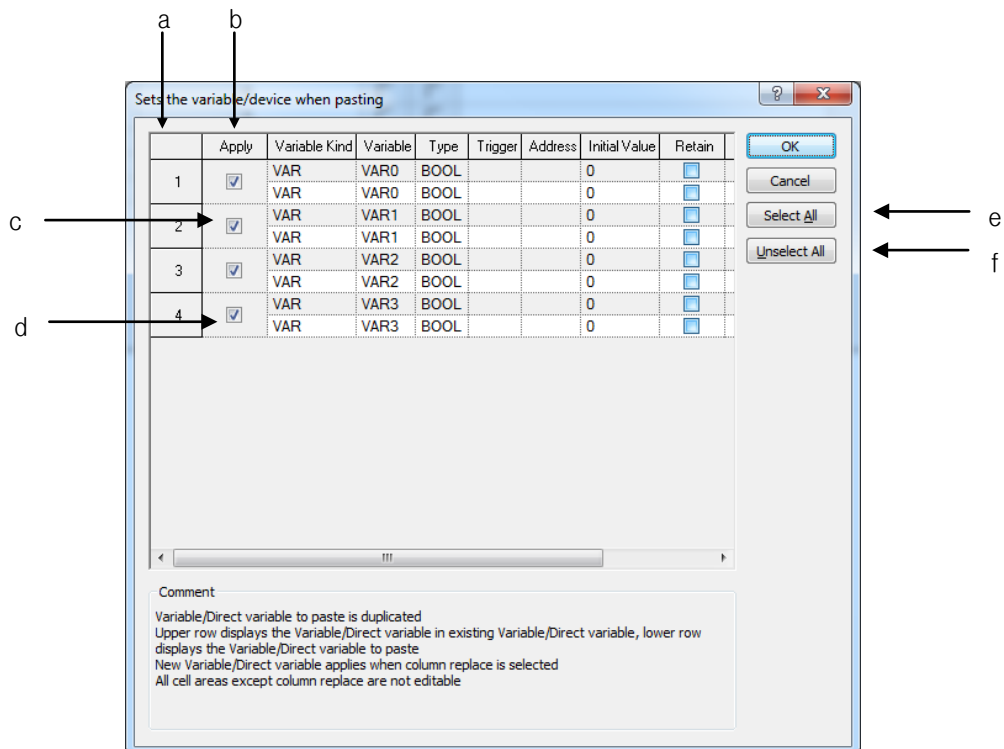 a b
Sets the variable/device when pasting
Apply Variable Kind Variable Type Trigger Address Initial Value Retain
1 VAR VAR0 BOOL 0
VAR VAR0 BOOL 0
2 VAR VAR1 BOOL 0
VAR VAR1 BOOL 0
3 VAR VAR2 BOOL 0
VAR VAR2 BOOL 0
4 VAR VAR3 BOOL 0
VAR VAR3 BOOL 0
OK
Cancel
Select All
Unselect All
c
d
e
f
Comment
Variable/Direct variable to paste is duplicated
Upper row displays the Variable/Direct variable in existing Variable/Direct variable, lower row
displays the Variable/Direct variable to paste
New Variable/Direct variable applies when column replace is selected
All cell areas except column replace are not editable